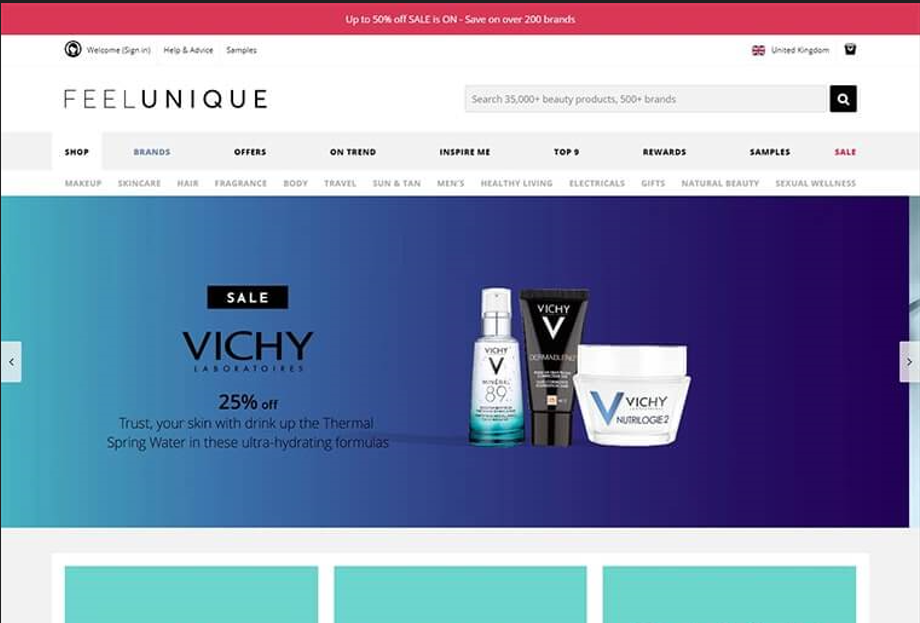 Up to 50% off SALE is ON - Save on over 200 brands
Welcome (Sign in) Help & Advice Samples United Kingdom
FEELUNIQUE
Search 35,000+ beauty products, 500+ brands
SHOP BRANDS OFFERS ON TREND INSPIRE ME TOP 9 REWARDS SAMPLES SALE
MAKEUP SKINCARE HAIR FRAGRANCE BODY TRAVEL SUN & TAN MEN'S HEALTHY LIVING ELECTRICALS GIFTS NATURAL BEAUTY SEXUAL WELLNESS
SALE
VICHY
LABORATOIRES
25% off
Trust, your skin with drink up the Thermal
Spring Water in these ultra-hydrating formulas
VICHY
MINÉRAL
89
VICHY
DERMABLEND
VICHY
NUTRILOGIE 2